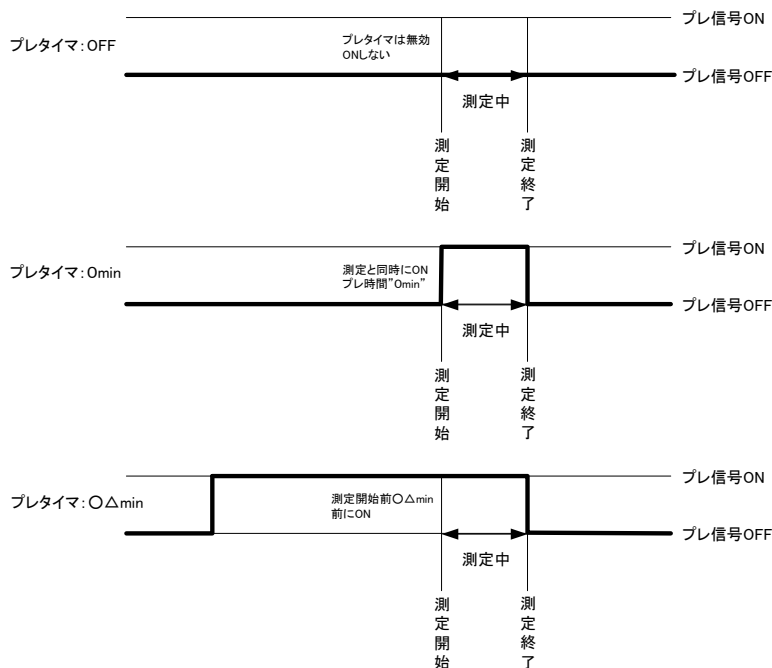 プレ信号ON
プレタイマ:OFF
プレタイマは無効
ONしない
プレ信号OFF
測定中
測定開始
測定終了
プレ信号ON
プレタイマ:0min
測定と同時にON
プレ時間"0min"
プレ信号OFF
測定中
測定開始
測定終了
プレ信号ON
プレタイマ:○△min
測定開始前○△min
前にON
プレ信号OFF
測定中
測定開始
測定終了